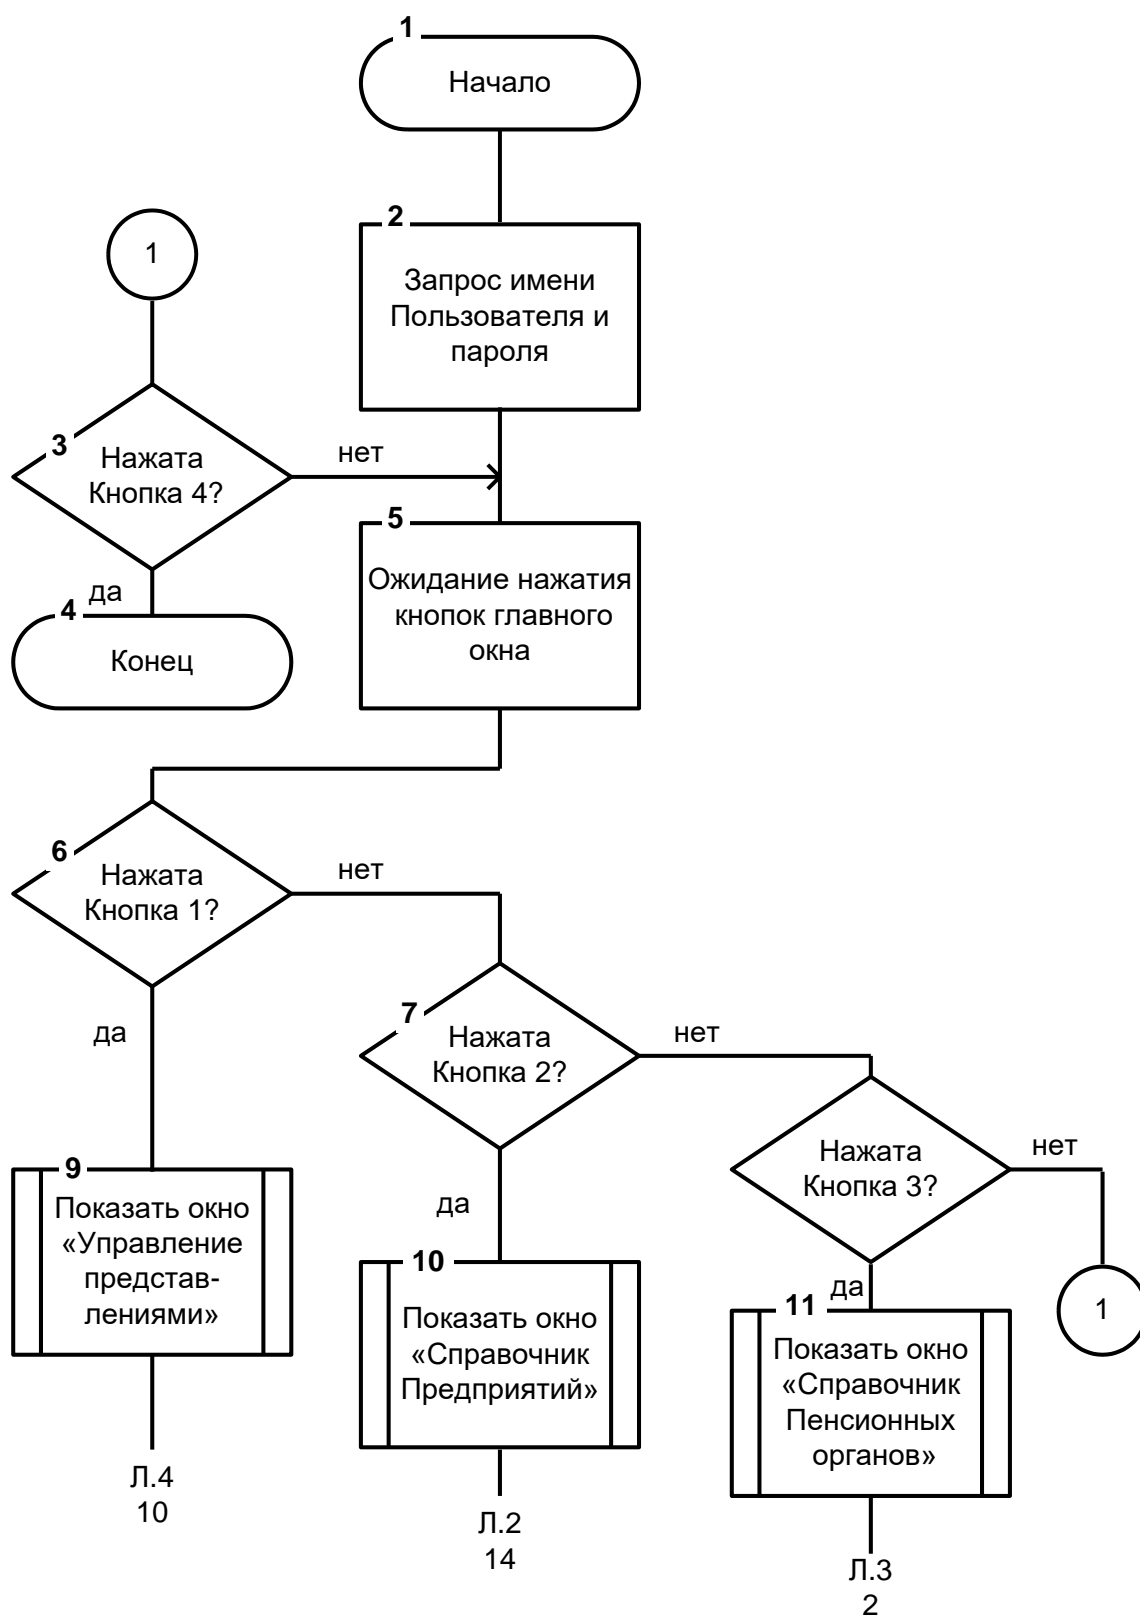 1
Начало
2
Запрос имени
Пользователя и
пароля
1
3
Нажата
Кнопка 4?
нет
да
4
Конец
5
Ожидание нажатия
кнопок главного
окна
6
Нажата
Кнопка 1?
нет
да
7
Нажата
Кнопка 2?
нет
да
Нажата
Кнопка 3?
нет
да
1
9
Показать окно
«Управление
представ-
лениями»
Л.4
10
10
Показать окно
«Справочник
Предприятий»
Л.2
14
11
Показать окно
«Справочник
Пенсионных
органов»
Л.3
2